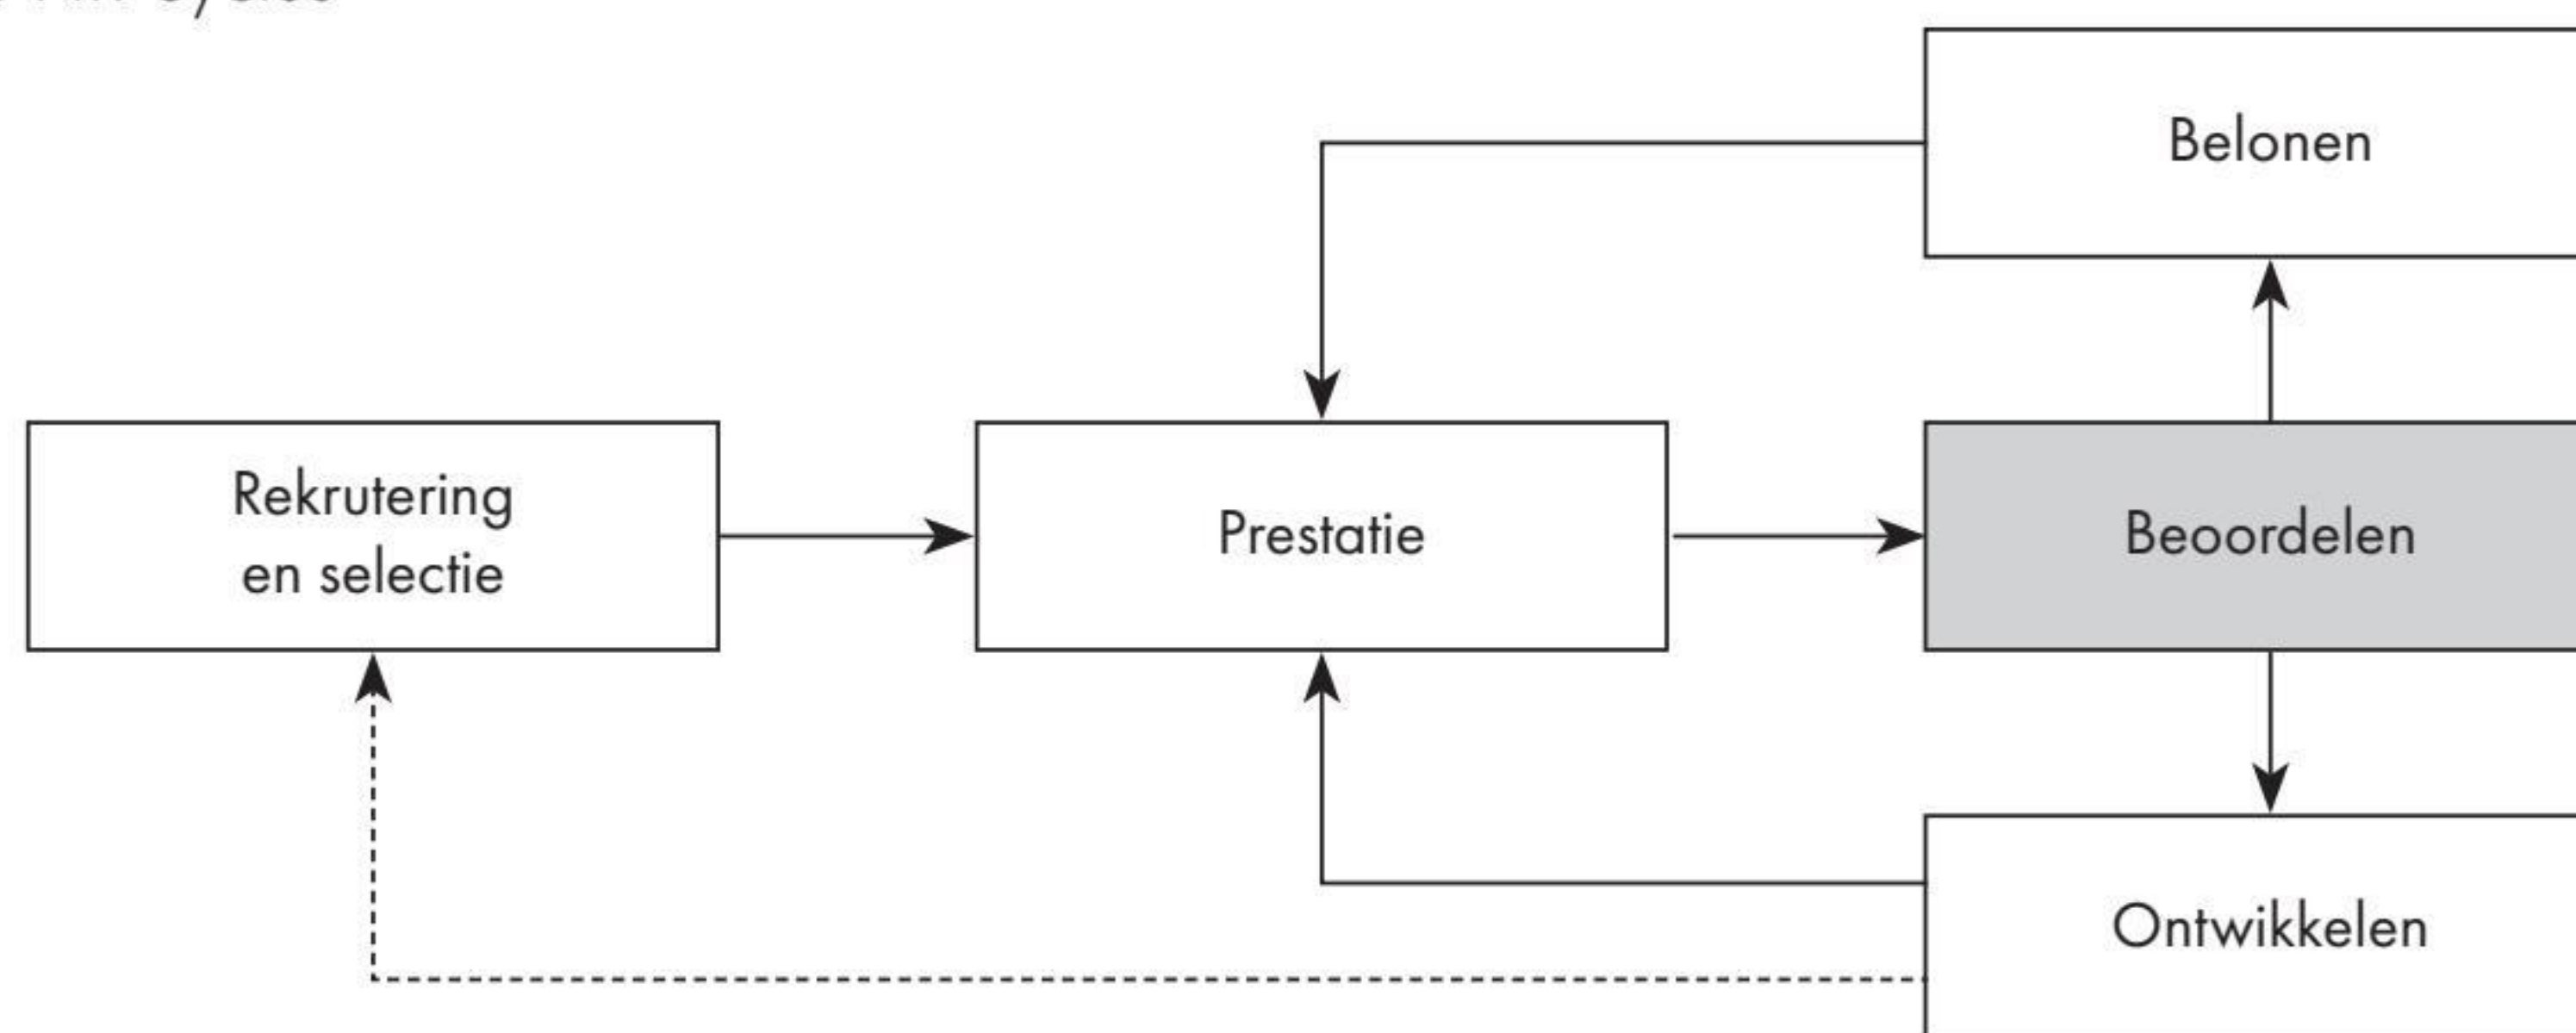 Belonen
Rekrutering
en selectie
Prestatie
Beoordelen
Ontwikkelen